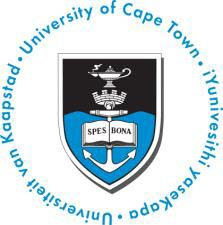 University of Cape Town • iYunivesithi yaseKapa • Universiteit van Kaapstad •
SPES BONA